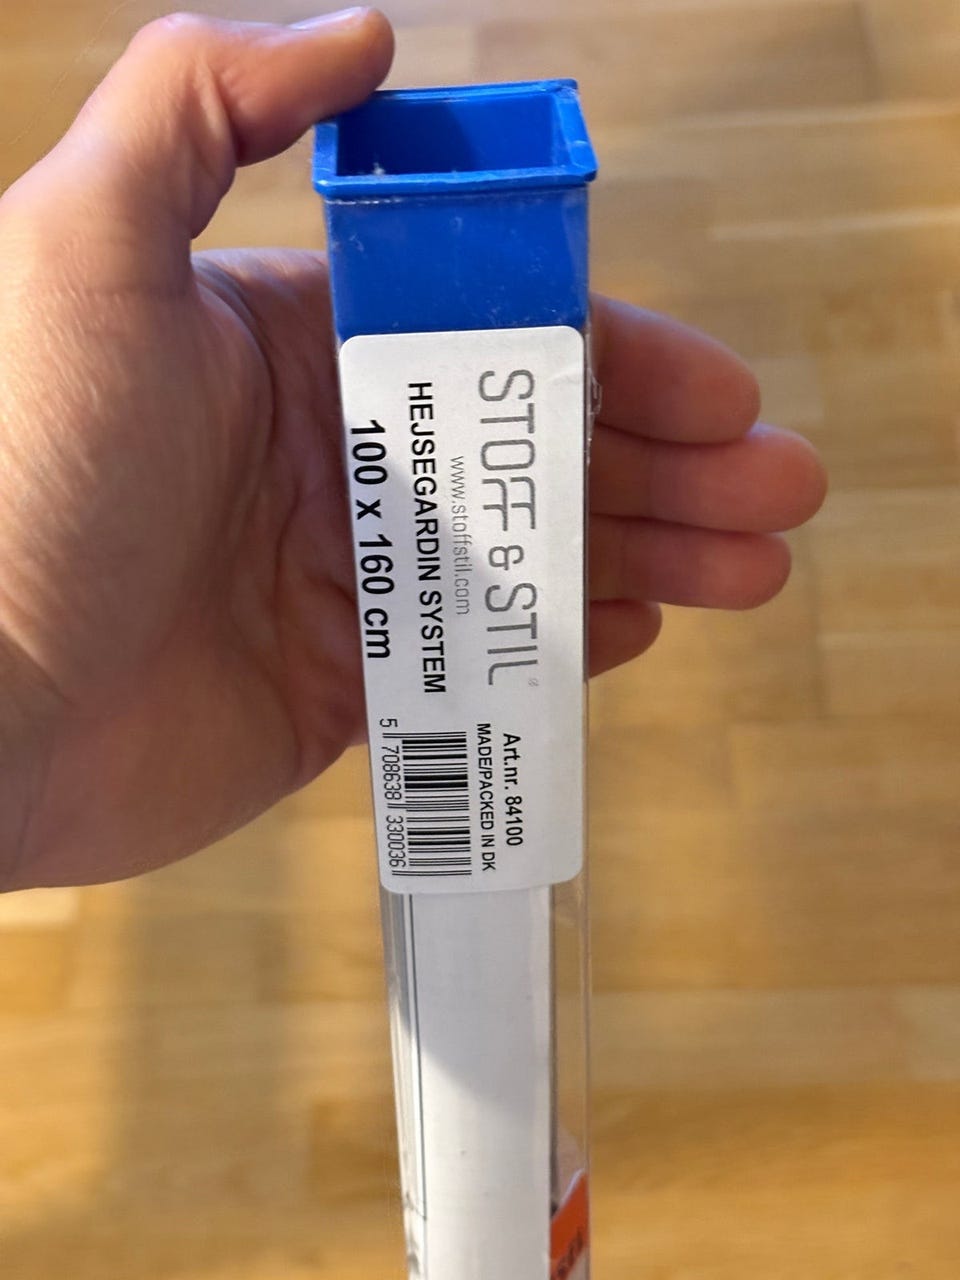 STOFF & STIL®
www.stoffstil.com
HEJSEGARDIN SYSTEM
100 x 160 cm
Art.nr. 84100
MADE/PACKED IN DK
5 708638 330036